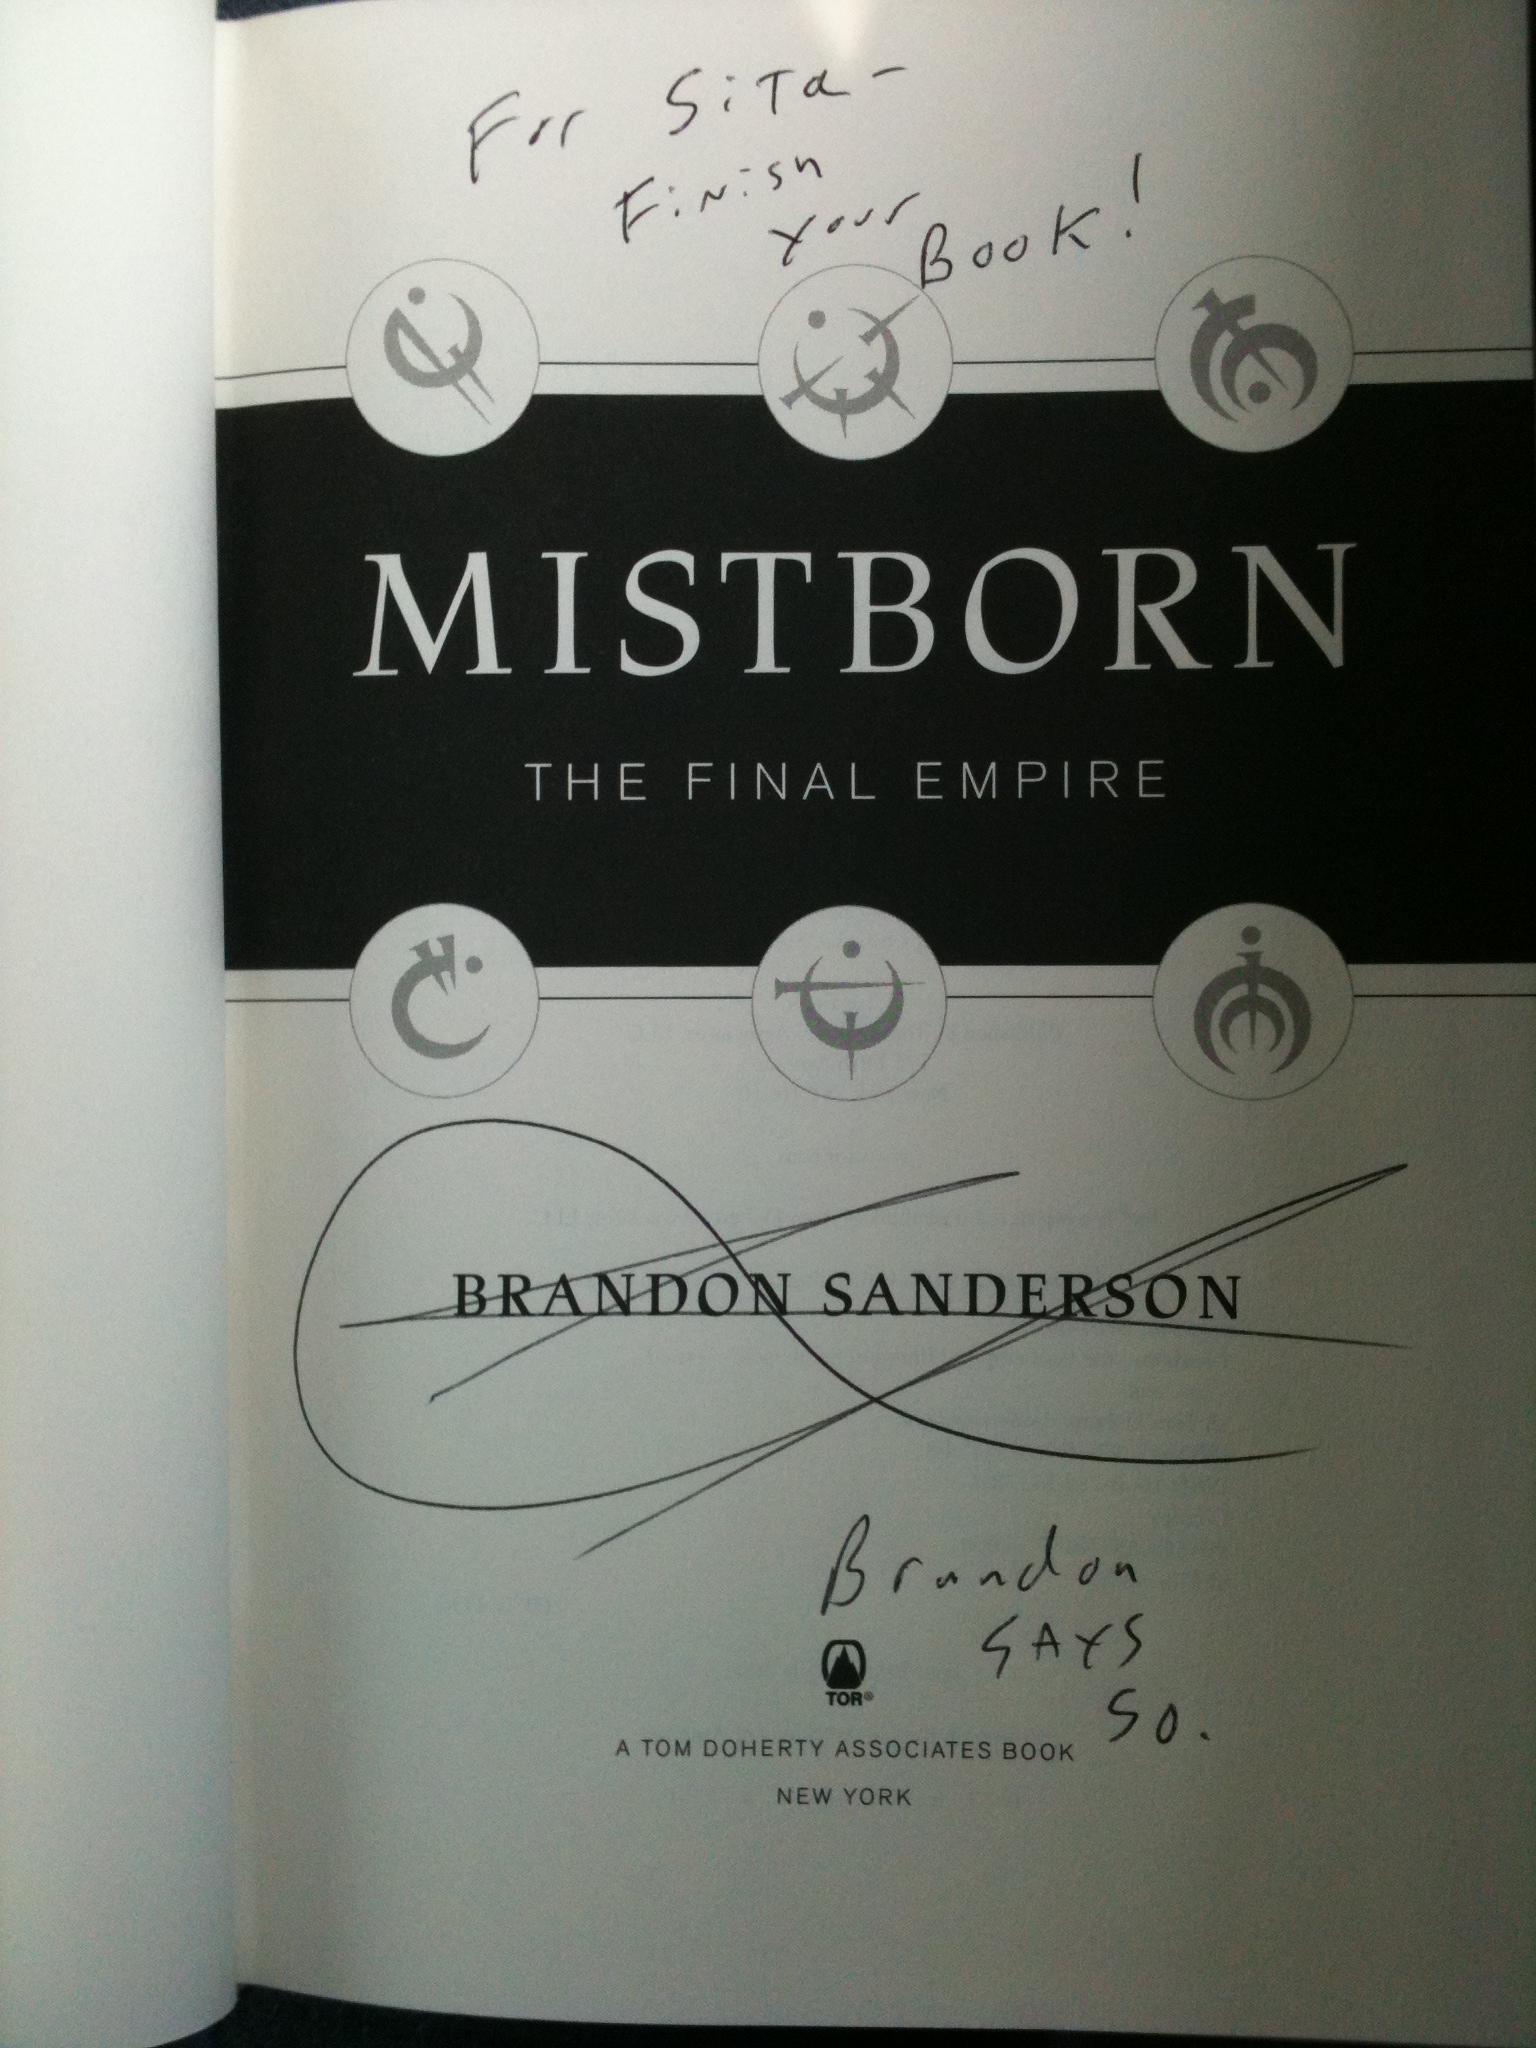 For Sita-
Finish
your
Book!
MISTBORN
THE FINAL EMPIRE
BRANDON SANDERSON
Brandon
SAYS
So.
TOR®
A TOM DOHERTY ASSOCIATES BOOK
NEW YORK